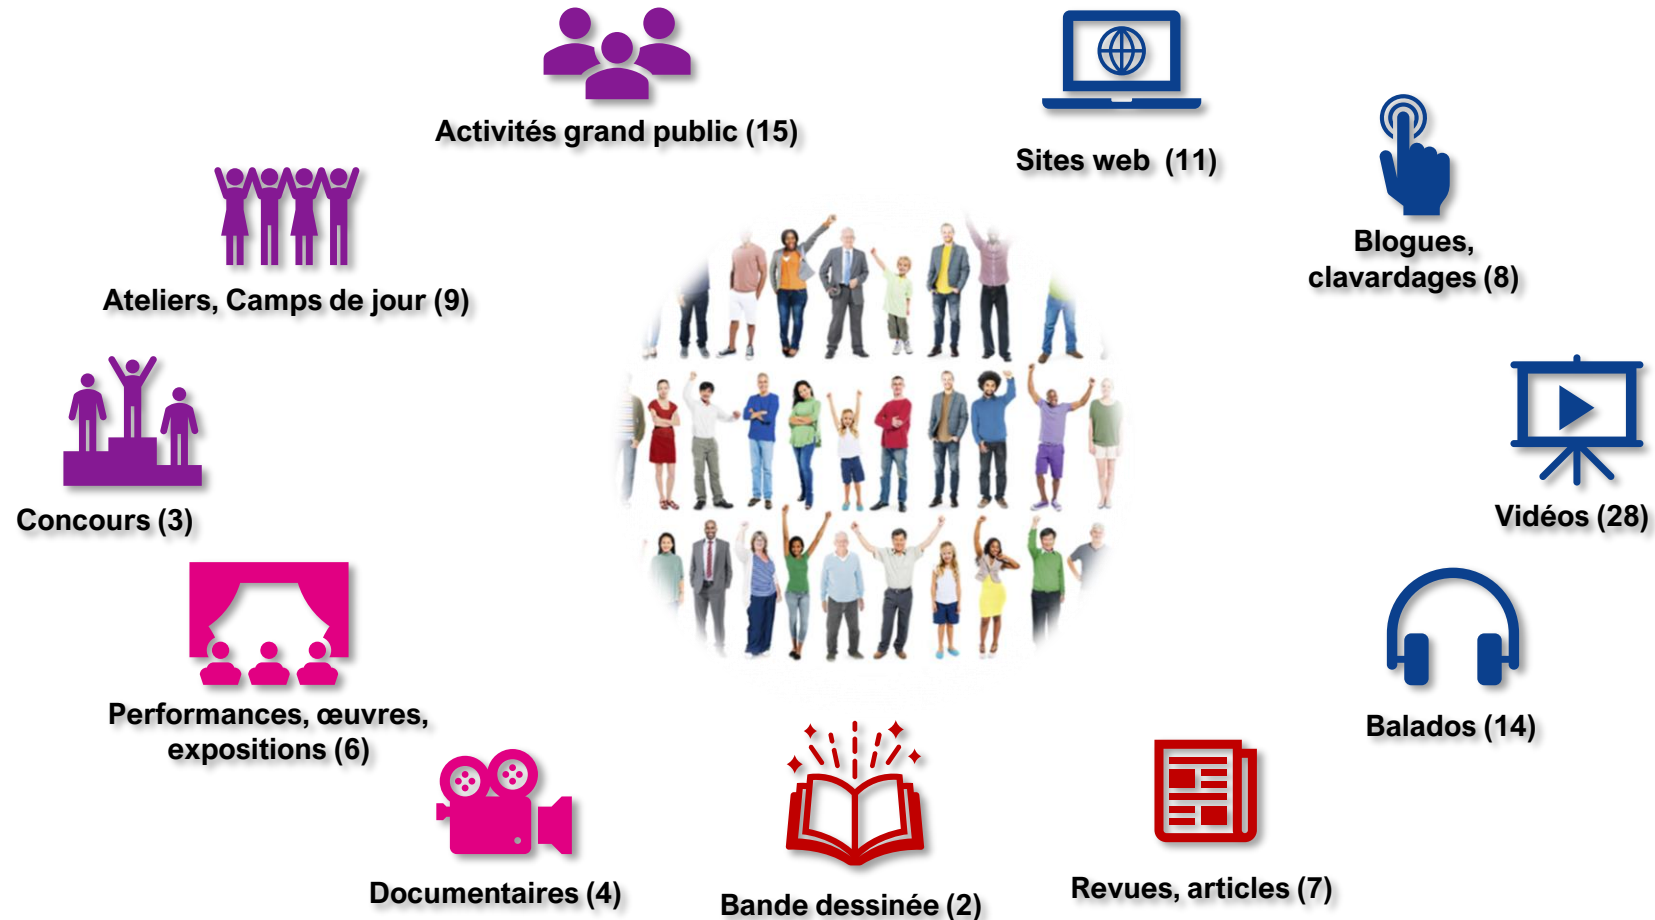 Activités grand public (15)
Sites web (11)
Blogues,
clavardages (8)
Ateliers, Camps de jour (9)
Concours (3)
Vidéos (28)
Performances, œuvres,
expositions (6)
Balados (14)
Documentaires (4)
Bande dessinée (2)
Revues, articles (7)